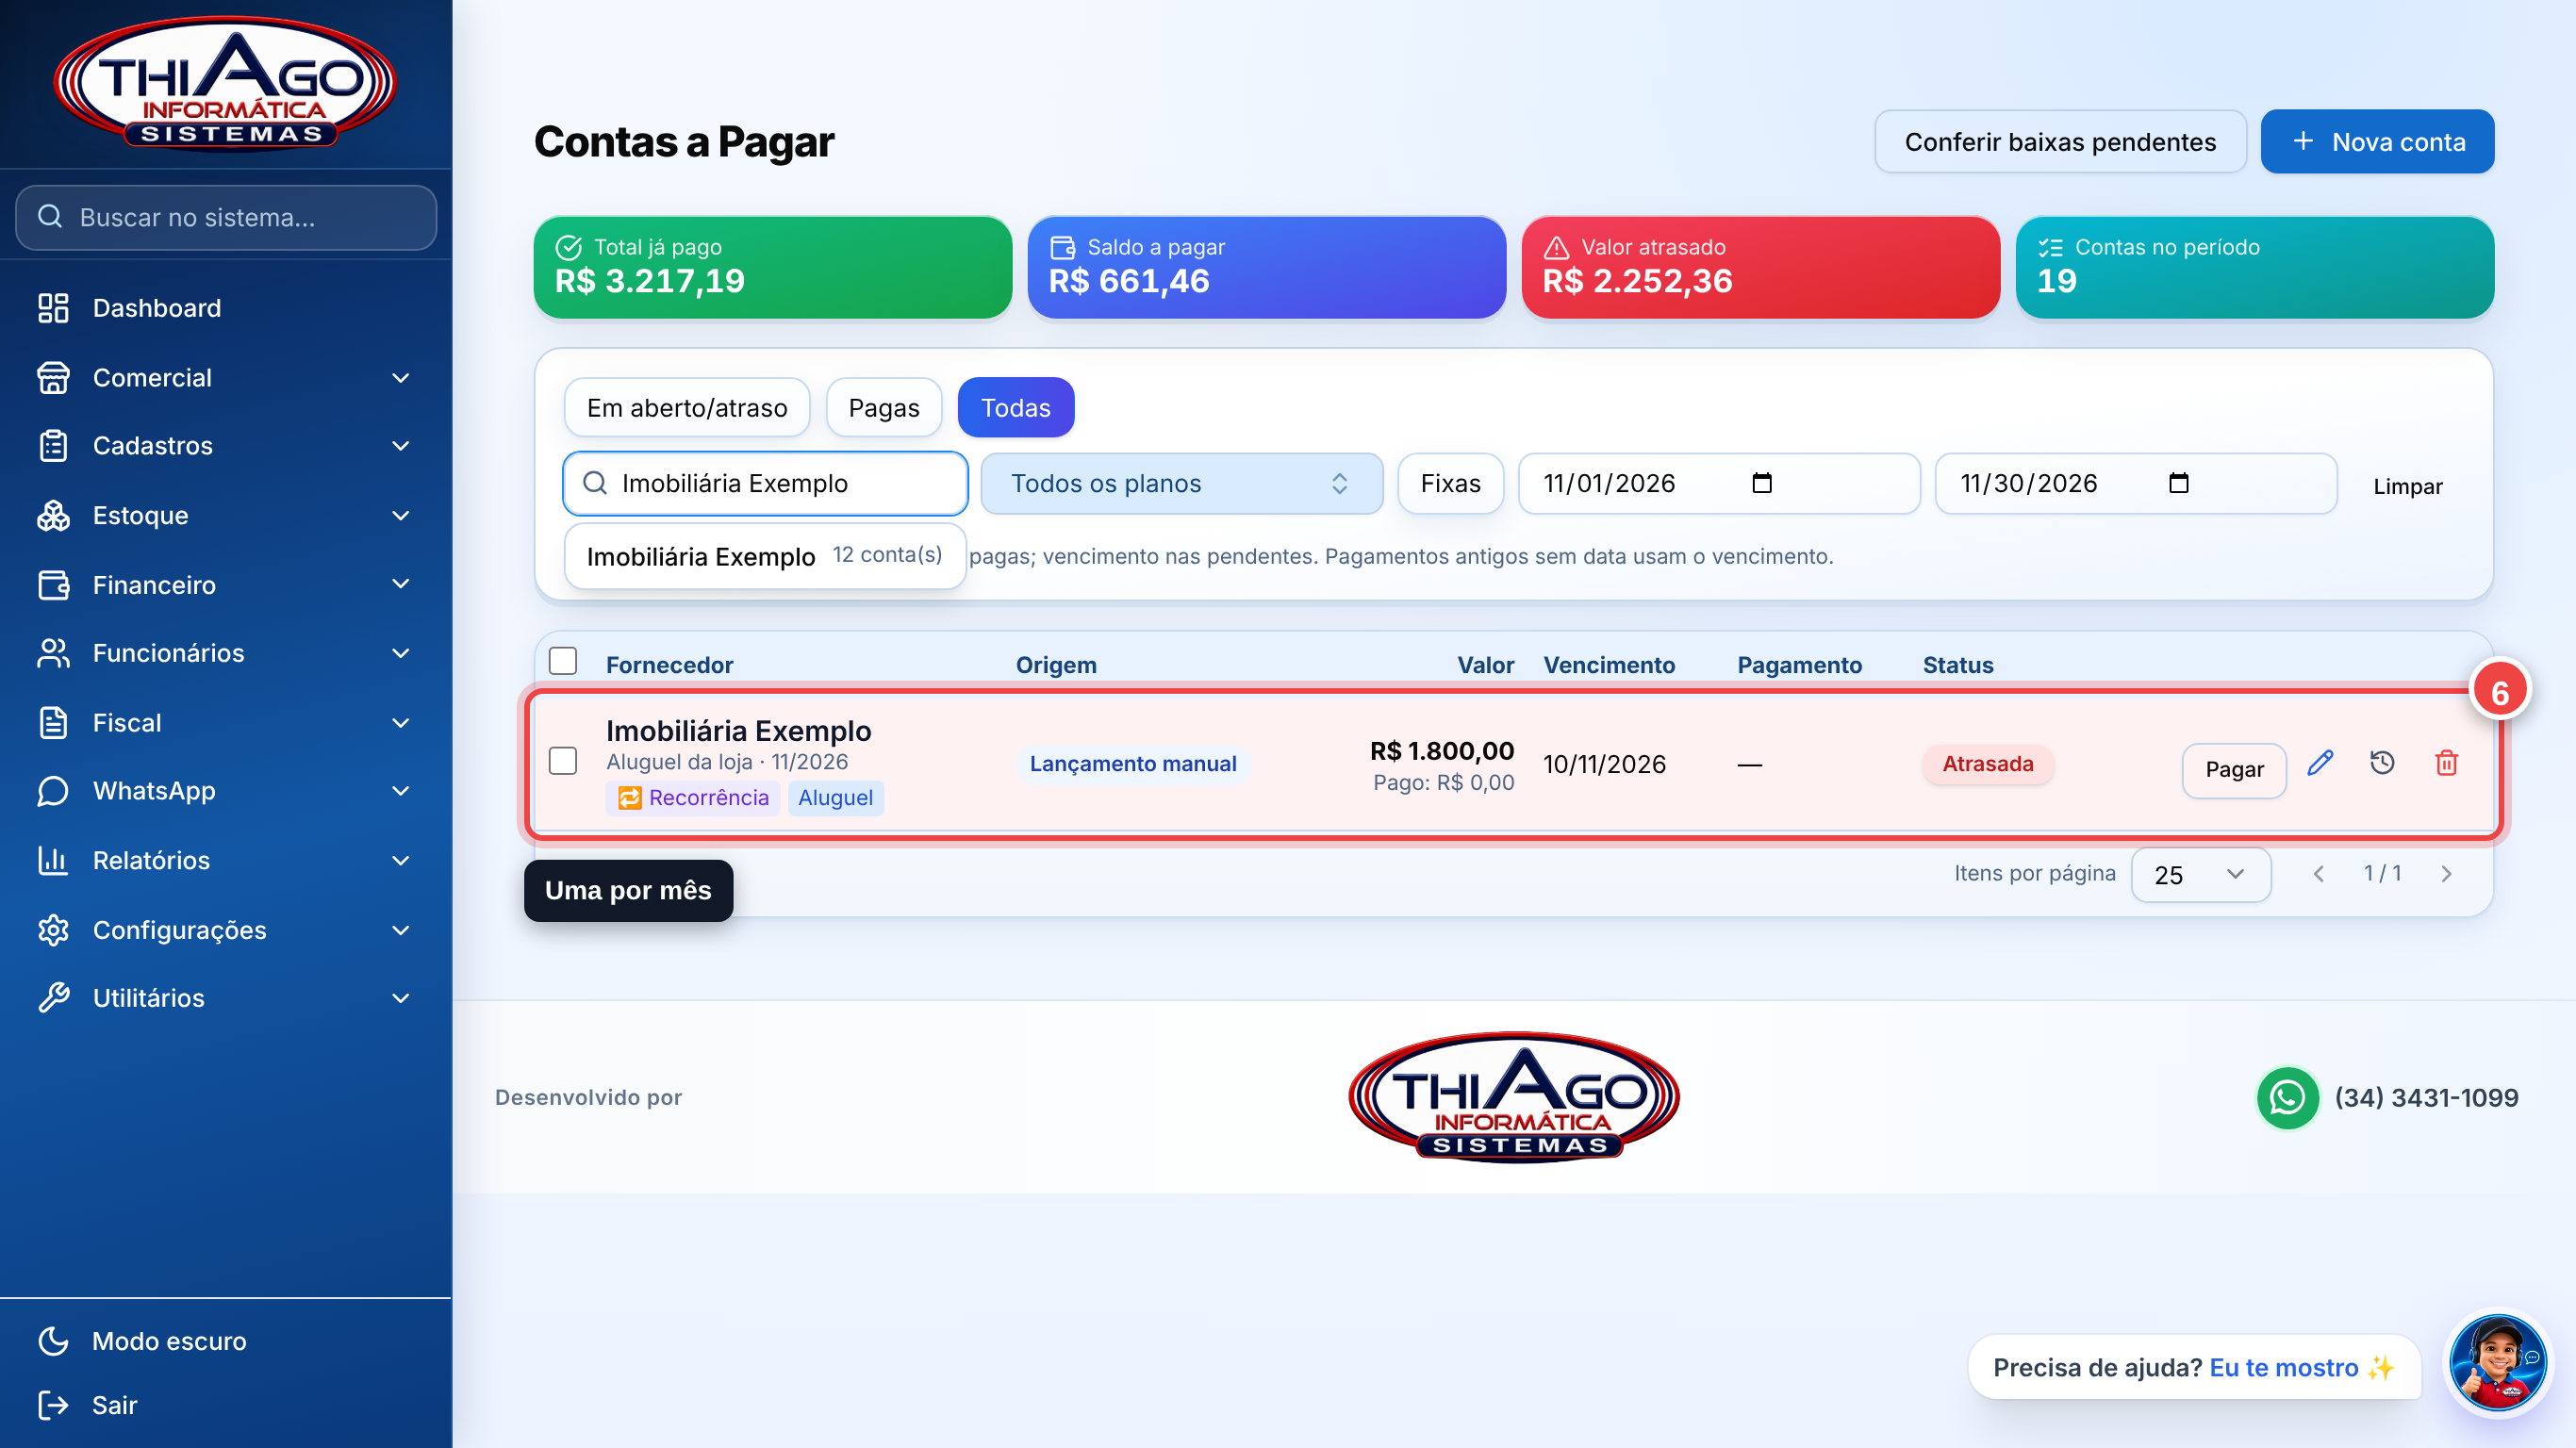 THIAGO
INFORMÁTICA
SISTEMAS
Buscar no sistema...
Dashboard
Comercial
Cadastros
Estoque
Financeiro
Funcionários
Fiscal
WhatsApp
Relatórios
Configurações
Utilitários
Modo escuro
Sair
Contas a Pagar
Conferir baixas pendentes
+ Nova conta
Total já pago
R$ 3.217,19
Saldo a pagar
R$ 661,46
Valor atrasado
R$ 2.252,36
Contas no período
19
Em aberto/atraso
Pagas
Todas
Imobiliária Exemplo
Todos os planos
Fixas
11/01/2026
11/30/2026
Limpar
Imobiliária Exemplo 12 conta(s)
pagas; vencimento nas pendentes. Pagamentos antigos sem data usam o vencimento.
Fornecedor Origem Valor Vencimento Pagamento Status
6
Imobiliária Exemplo
Aluguel da loja · 11/2026
Recorrência Aluguel
Lançamento manual
R$ 1.800,00
Pago: R$ 0,00
10/11/2026
—
Atrasada
Pagar
Uma por mês
Itens por página 25 1 / 1
Desenvolvido por
THIAGO
INFORMÁTICA
SISTEMAS
(34) 3431-1099
Precisa de ajuda? Eu te mostro ✨